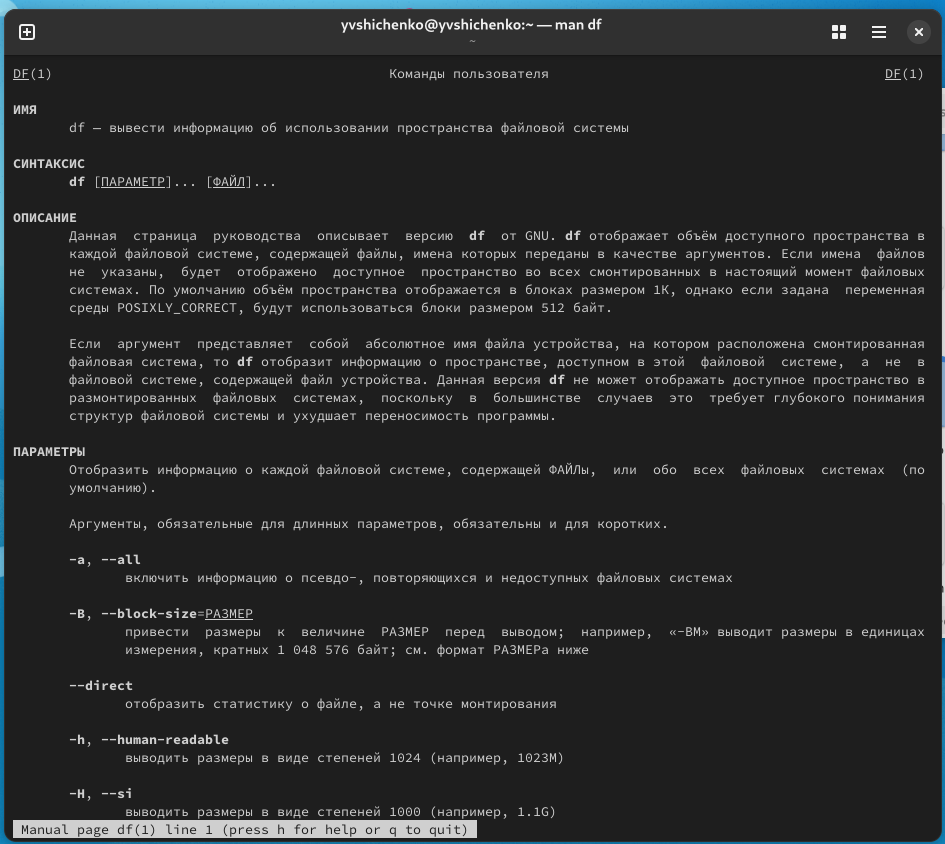 yvshichenko@yvshichenko:~ — man df
~
DF(1) Команды пользователя DF(1)
ИМЯ
df — вывести информацию об использовании пространства файловой системы
СИНТАКСИС
df [ПАРАМЕТР]... [ФАЙЛ]...
ОПИСАНИЕ
Данная страница руководства описывает версию df от GNU. df отображает объём доступного пространства в
каждой файловой системе, содержащей файлы, имена которых переданы в качестве аргументов. Если имена файлов
не указаны, будет отображено доступное пространство во всех смонтированных в настоящий момент файловых
системах. По умолчанию объём пространства отображается в блоках размером 1K, однако если задана переменная
среды POSIXLY_CORRECT, будут использоваться блоки размером 512 байт.
Если аргумент представляет собой абсолютное имя файла устройства, на котором расположена смонтированная
файловая система, то df отобразит информацию о пространстве, доступном в этой файловой системе, а не в
файловой системе, содержащей файл устройства. Данная версия df не может отображать доступное пространство в
размонтированных файловых системах, поскольку в большинстве случаев это требует глубокого понимания
структур файловой системы и ухудшает переносимость программы.
ПАРАМЕТРЫ
Отобразить информацию о каждой файловой системе, содержащей ФАЙЛы, или обо всех файловых системах (по
умолчанию).
Аргументы, обязательные для длинных параметров, обязательны и для коротких.
-a, --all
включить информацию о псевдо-, повторяющихся и недоступных файловых системах
-B, --block-size=РАЗМЕР
привести размеры к величине РАЗМЕР перед выводом; например, «-BM» выводит размеры в единицах
измерения, кратных 1 048 576 байт; см. формат РАЗМЕРа ниже
--direct
отобразить статистику о файле, а не точке монтирования
-h, --human-readable
выводить размеры в виде степеней 1024 (например, 1023M)
-H, --si
выводить размеры в виде степеней 1000 (например, 1.1G)
Manual page df(1) line 1 (press h for help or q to quit)